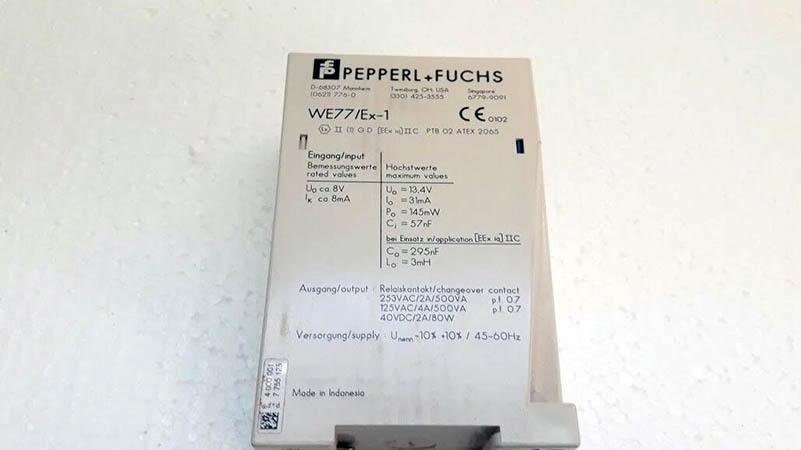 PEPPERL+FUCHS
D-68307 Mannheim Twinsburg, OH, USA Singapore
(0621) 776-0 (330) 425-3555 6779-9091
WE77/Ex-1 CE 0102
Ex II (1) G D [EEx ia] IIC PTB 02 ATEX 2065
Eingang/input
Bemessungswerte Höchstwerte
rated values maximum values
U₀ ca. 8V U₀ = 13,4V
Iₖ ca. 8mA I₀ = 31mA
P₀ = 145mW
Cᵢ = 57nF
bei Einsatz in/application [EEx ia] IIC
C₀ = 295nF
L₀ = 3mH
Ausgang/output : Relaiskontakt/changeover contact
253VAC/2A/500VA p.f. 0.7
125VAC/4A/500VA p.f. 0.7
40VDC/2A/80W
Versorgung/supply : Unenn -10% +10% / 45-60Hz
Made in Indonesia